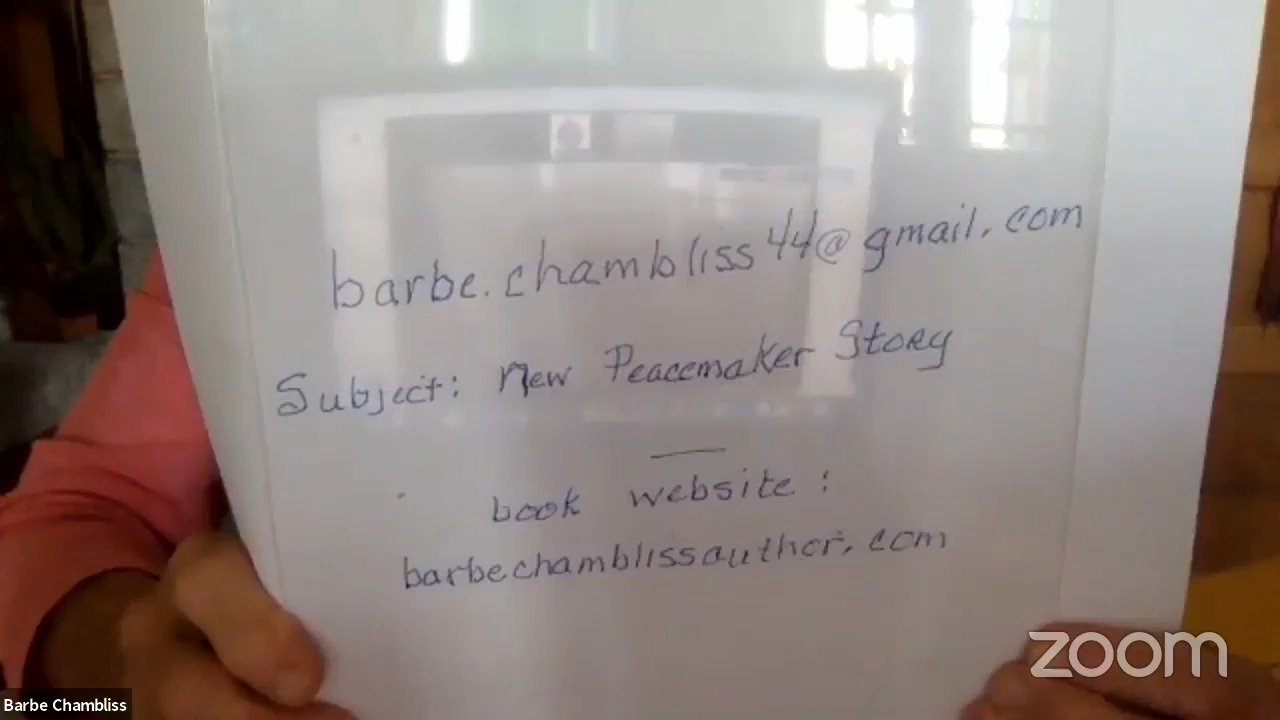 barbe.chambliss44@gmail.com
Subject: New Peacemaker Story
book website:
barbechamblissauthor.com
zoom
Barbe Chambliss